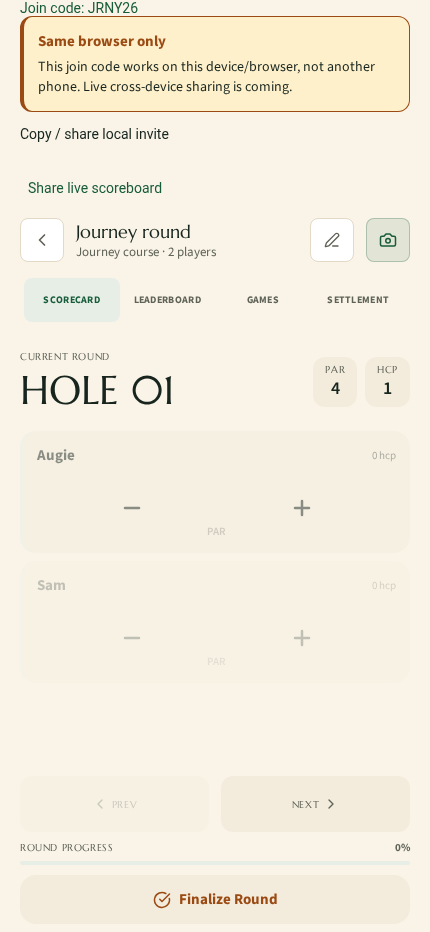 Join code: JRNY26
Same browser only
This join code works on this device/browser, not another
phone. Live cross-device sharing is coming.
Copy / share local invite
Share live scoreboard
Journey round
Journey course · 2 players
SCORECARD LEADERBOARD GAMES SETTLEMENT
CURRENT ROUND
HOLE 01
PAR
4
HCP
1
Augie 0 hcp
− +
PAR
Sam 0 hcp
− +
PAR
PREV NEXT
ROUND PROGRESS 0%
Finalize Round